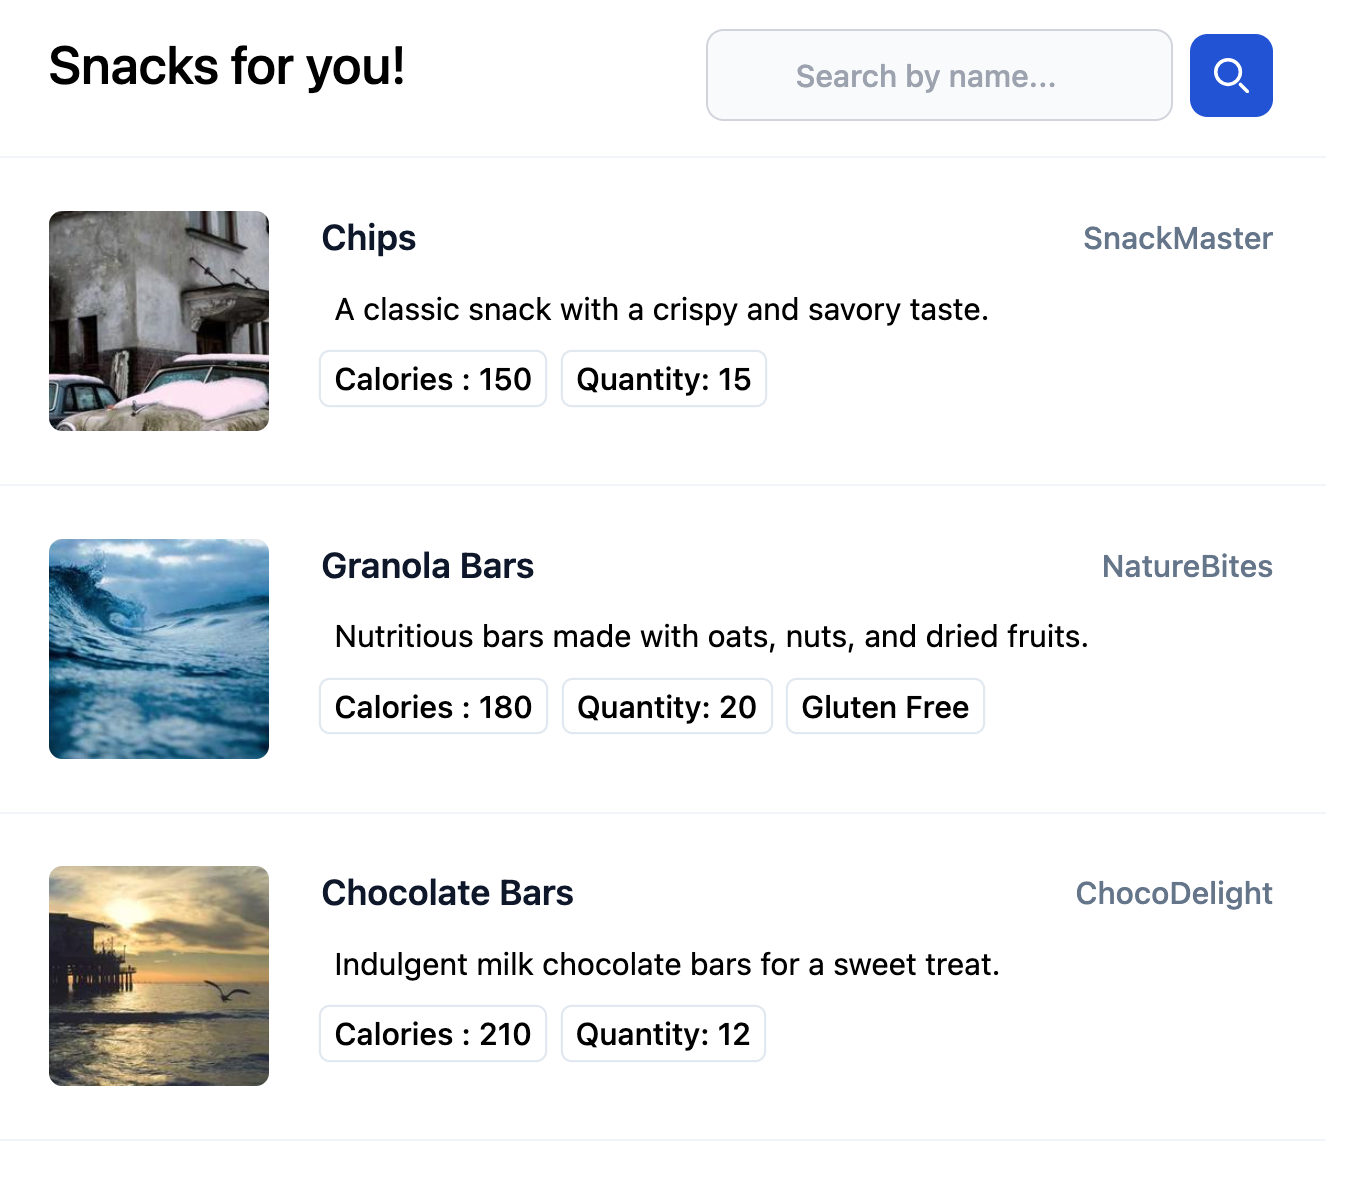 Snacks for you!
Search by name...
Chips
SnackMaster
A classic snack with a crispy and savory taste.
Calories : 150
Quantity: 15
Granola Bars
NatureBites
Nutritious bars made with oats, nuts, and dried fruits.
Calories : 180
Quantity: 20
Gluten Free
Chocolate Bars
ChocoDelight
Indulgent milk chocolate bars for a sweet treat.
Calories : 210
Quantity: 12